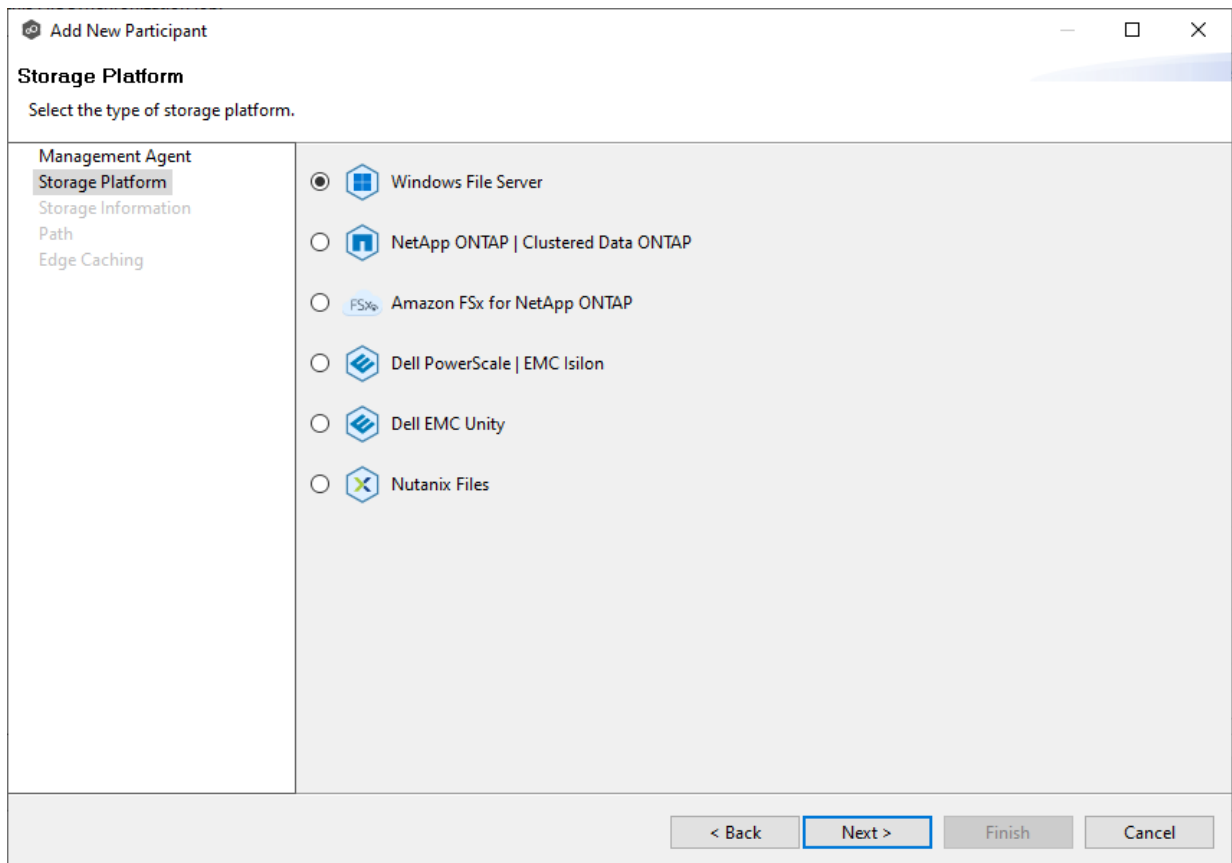 Add New Participant
Storage Platform
Select the type of storage platform.
Management Agent
Storage Platform
Storage Information
Path
Edge Caching
Windows File Server
NetApp ONTAP | Clustered Data ONTAP
FSx Amazon FSx for NetApp ONTAP
Dell PowerScale | EMC Isilon
Dell EMC Unity
Nutanix Files
< Back Next > Finish Cancel